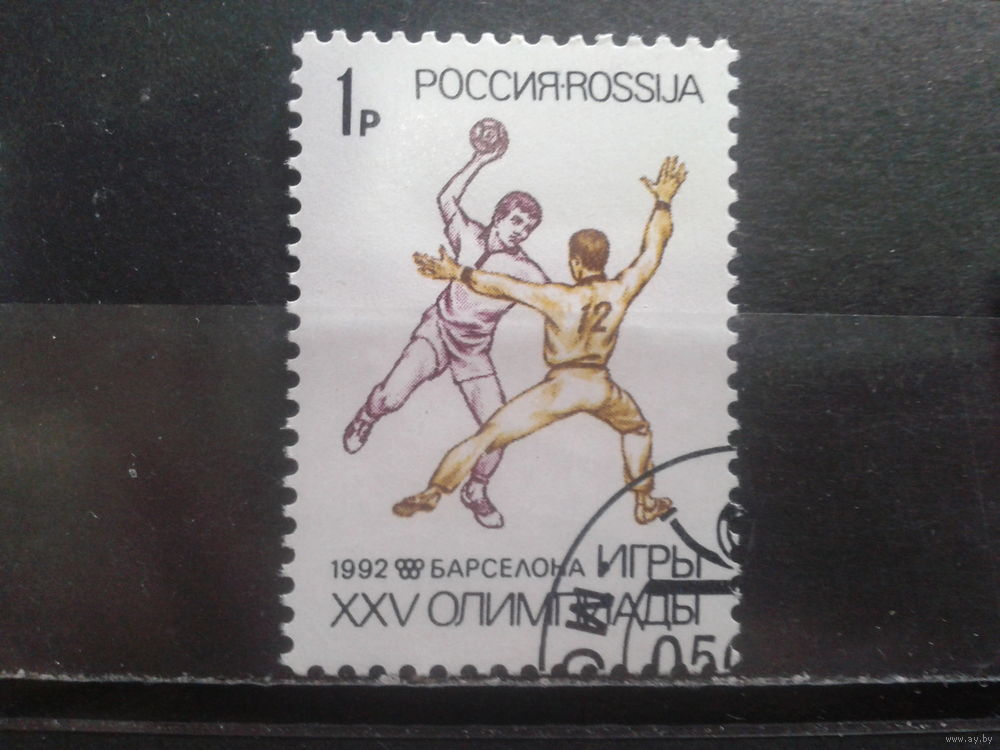 1р
РОССИЯ·ROSSIJA
12
1992 БАРСЕЛОНА ИГРЫ
XXV ОЛИМПИАДЫ
www.ay.by